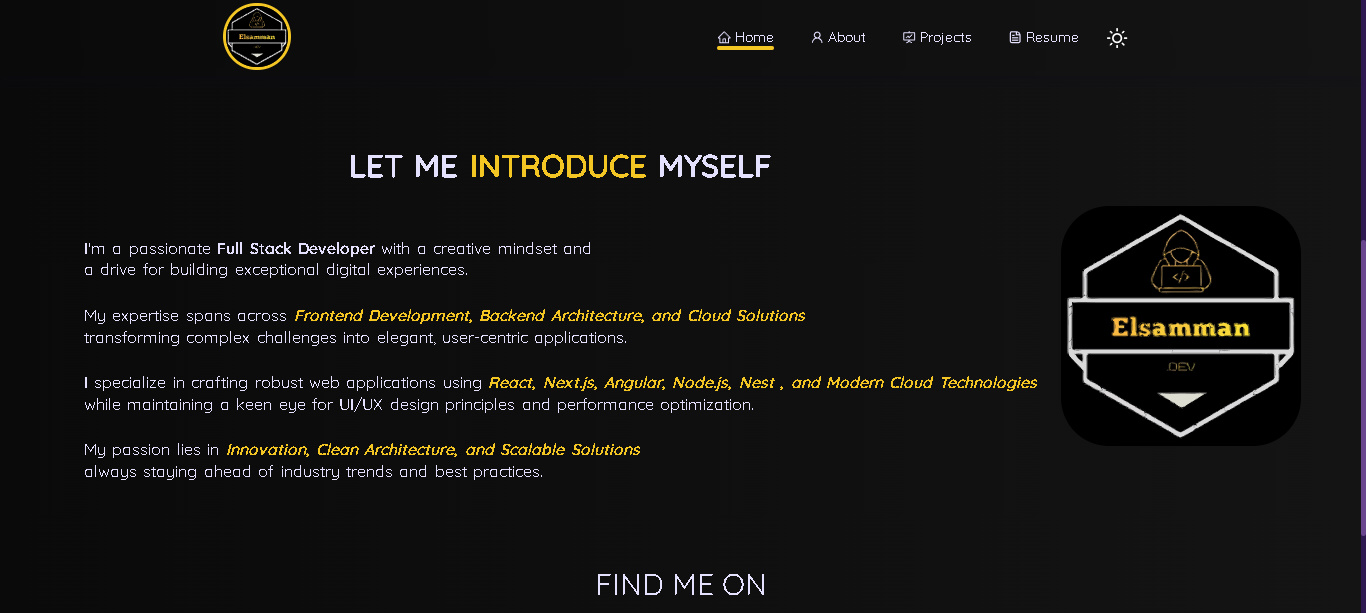 Elsamman
.DEV
Home
About
Projects
Resume
LET ME INTRODUCE MYSELF
I'm a passionate Full Stack Developer with a creative mindset and
a drive for building exceptional digital experiences.
My expertise spans across Frontend Development, Backend Architecture, and Cloud Solutions
transforming complex challenges into elegant, user-centric applications.
I specialize in crafting robust web applications using React, Next.js, Angular, Node.js, Nest , and Modern Cloud Technologies
while maintaining a keen eye for UI/UX design principles and performance optimization.
My passion lies in Innovation, Clean Architecture, and Scalable Solutions
always staying ahead of industry trends and best practices.
</>
Elsamman
.DEV
FIND ME ON